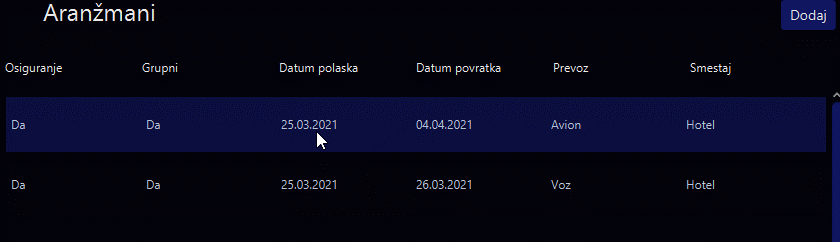 Aranžmani
Dodaj
Osiguranje Grupni Datum polaska Datum povratka Prevoz Smestaj
Da Da 25.03.2021 04.04.2021 Avion Hotel
Da Da 25.03.2021 26.03.2021 Voz Hotel